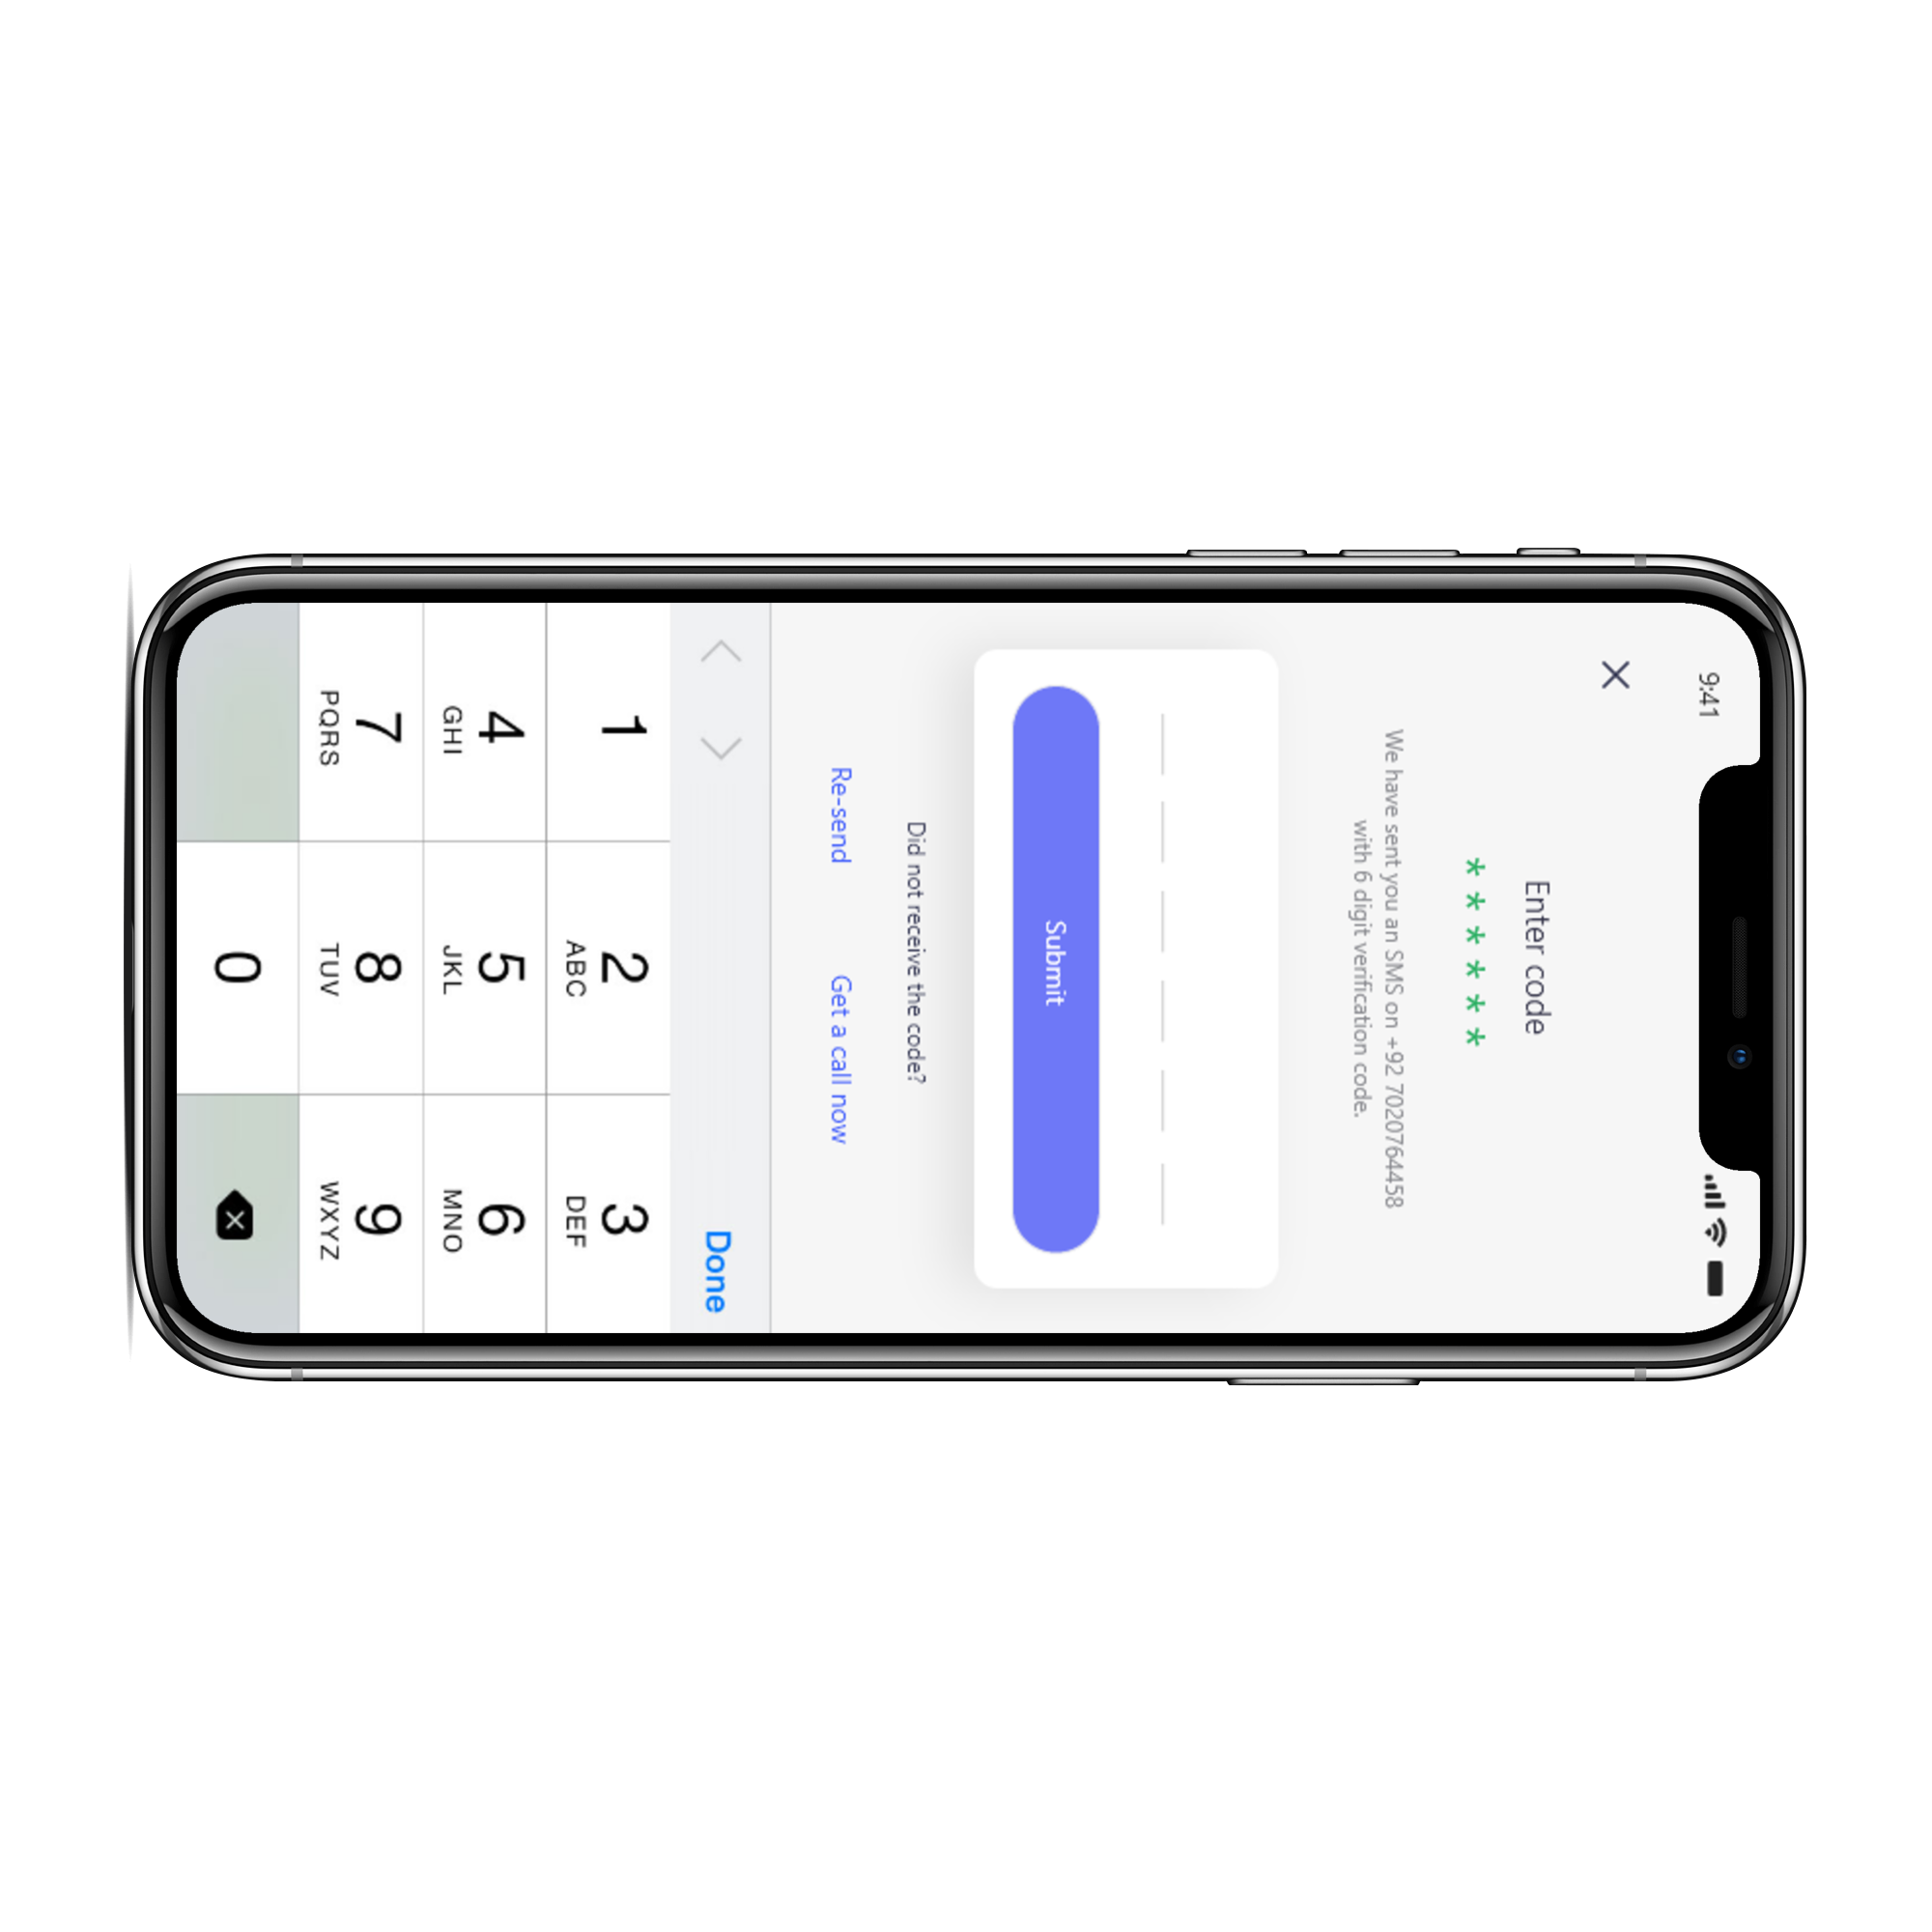 9:41
Enter code
* * * * * *
We have sent you an SMS on +92 7020764458
with 6 digit verification code.
Submit
Did not receive the code?
Re-send Get a call now
Done
1 2 3
ABC DEF
4 5 6
GHI JKL MNO
7 8 9
PQRS TUV WXYZ
0